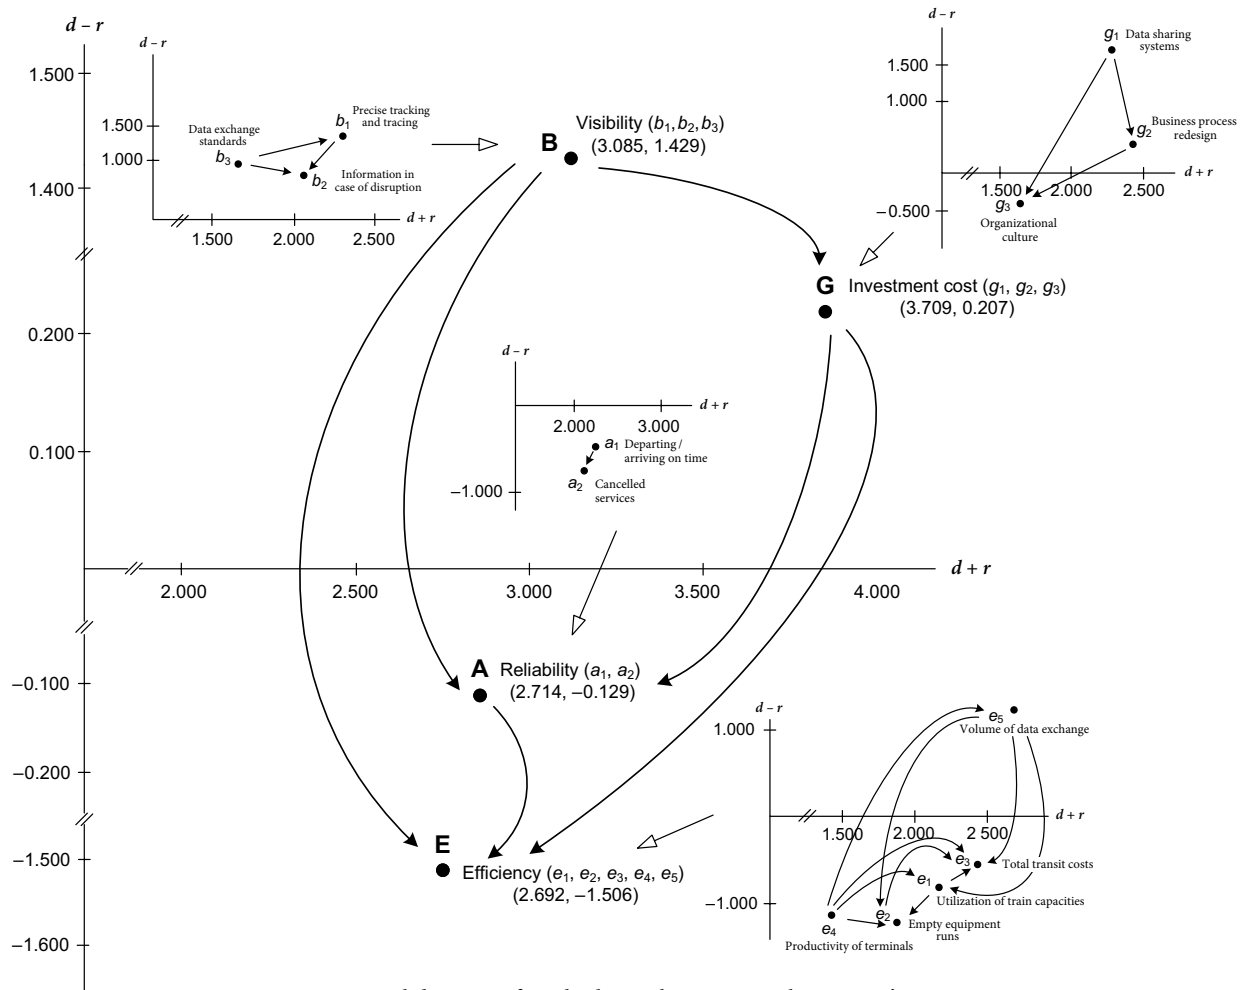 d – r
1.500
1.400
0.200
0.100
–0.100
–0.200
–1.500
–1.600
2.000
2.500
3.000
3.500
4.000
d + r
d – r
1.500
1.000
Data exchange
standards
b3
b1
Precise tracking
and tracing
b2
Information in
case of disruption
1.500
2.000
2.500
d + r
B
Visibility (b1, b2, b3)
(3.085, 1.429)
d – r
1.500
1.000
–0.500
g1
Data sharing
systems
g2
Business process
redesign
g3
Organizational
culture
1.500
2.000
2.500
d + r
G
Investment cost (g1, g2, g3)
(3.709, 0.207)
d – r
d + r
2.000
3.000
–1.000
a1
Departing /
arriving on time
a2
Cancelled
services
A
Reliability (a1, a2)
(2.714, –0.129)
E
Efficiency (e1, e2, e3, e4, e5)
(2.692, –1.506)
d – r
1.000
–1.000
e5
Volume of data exchange
d + r
1.500
2.000
2 500
e3
Total transit costs
e1
Utilization of train capacities
e2
Empty equipment
runs
e4
Productivity of terminals